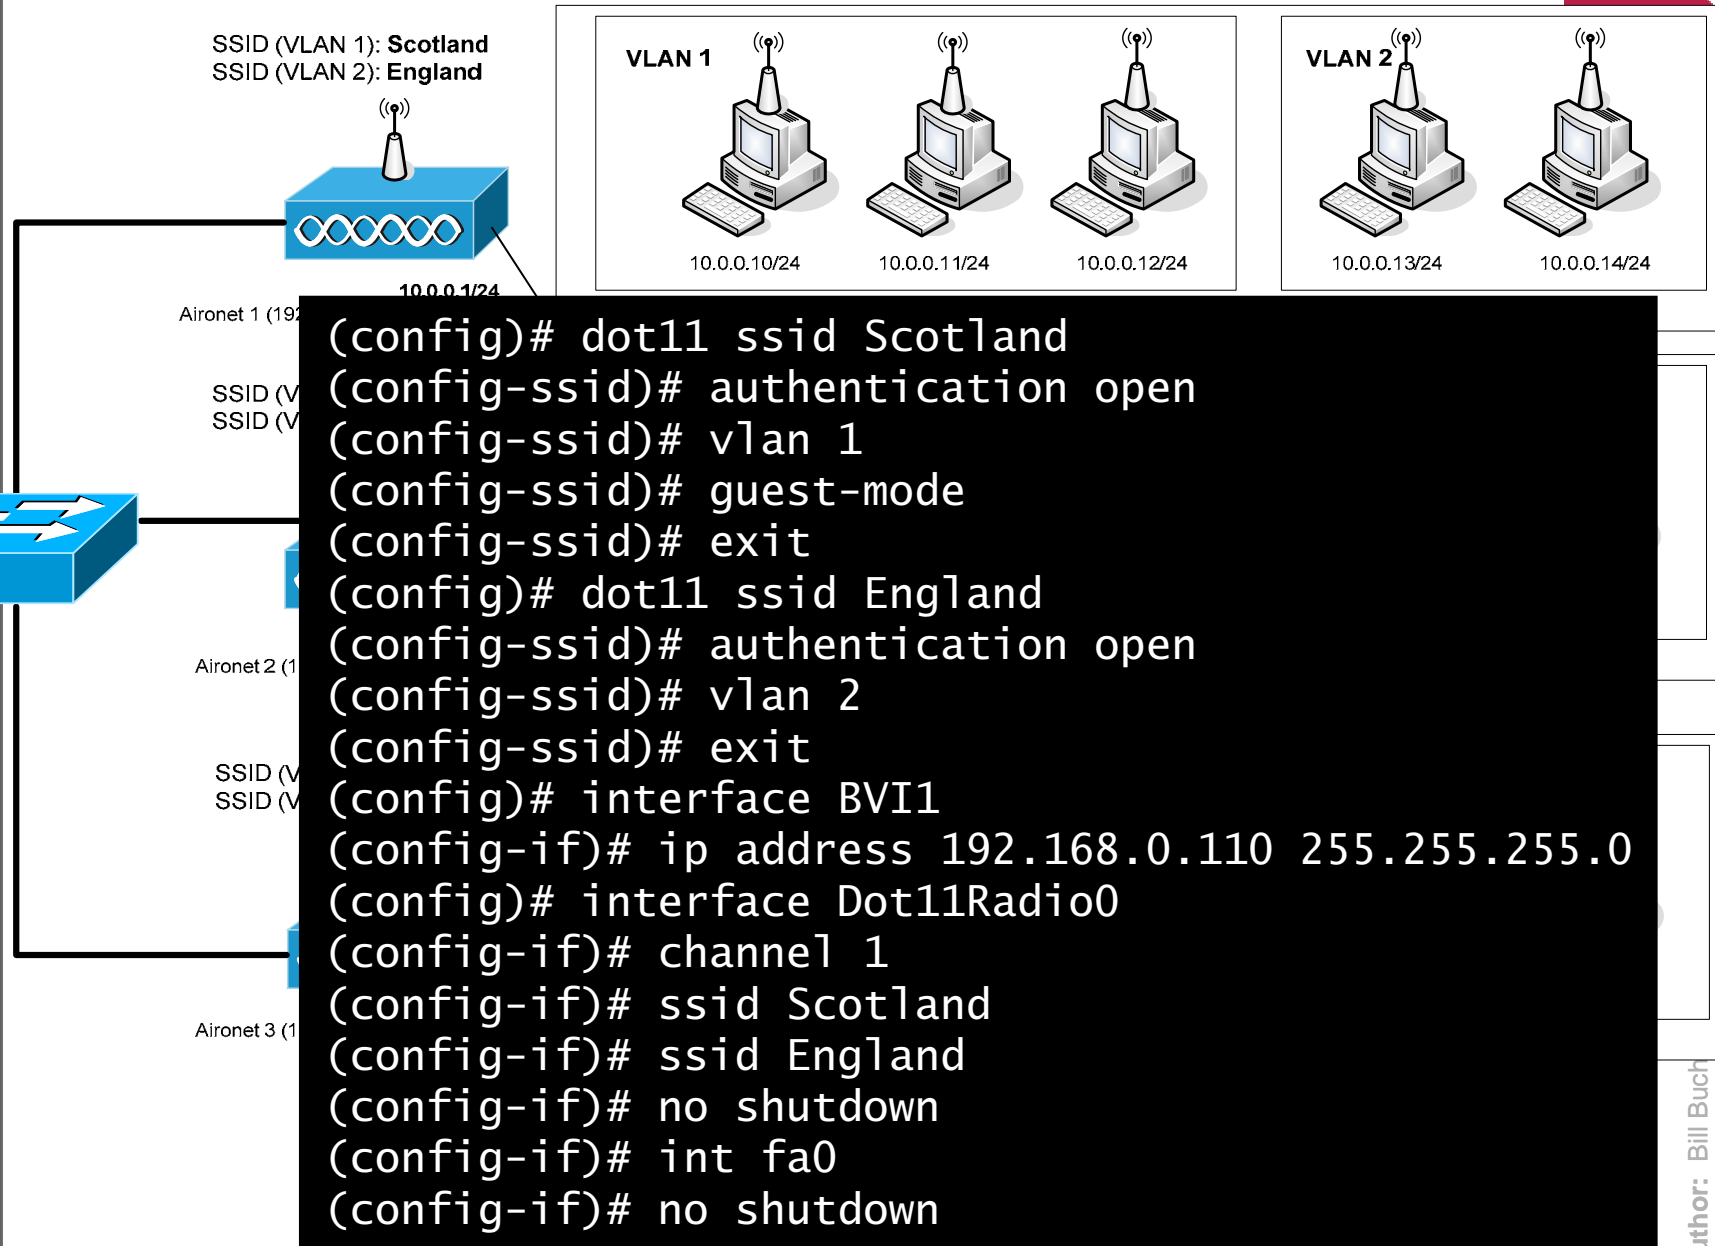 SSID (VLAN 1): Scotland
SSID (VLAN 2): England
VLAN 1
VLAN 2
10.0.0.10/24
10.0.0.11/24
10.0.0.12/24
10.0.0.13/24
10.0.0.14/24
10.0.0.1/24
Aironet 1 (192
SSID (V
SSID (V
Aironet 2 (1
SSID (V
SSID (V
Aironet 3 (1
(config)# dot11 ssid Scotland
(config-ssid)# authentication open
(config-ssid)# vlan 1
(config-ssid)# guest-mode
(config-ssid)# exit
(config)# dot11 ssid England
(config-ssid)# authentication open
(config-ssid)# vlan 2
(config-ssid)# exit
(config)# interface BVI1
(config-if)# ip address 192.168.0.110 255.255.255.0
(config)# interface Dot11Radio0
(config-if)# channel 1
(config-if)# ssid Scotland
(config-if)# ssid England
(config-if)# no shutdown
(config-if)# int fa0
(config-if)# no shutdown
uthor: Bill Buch